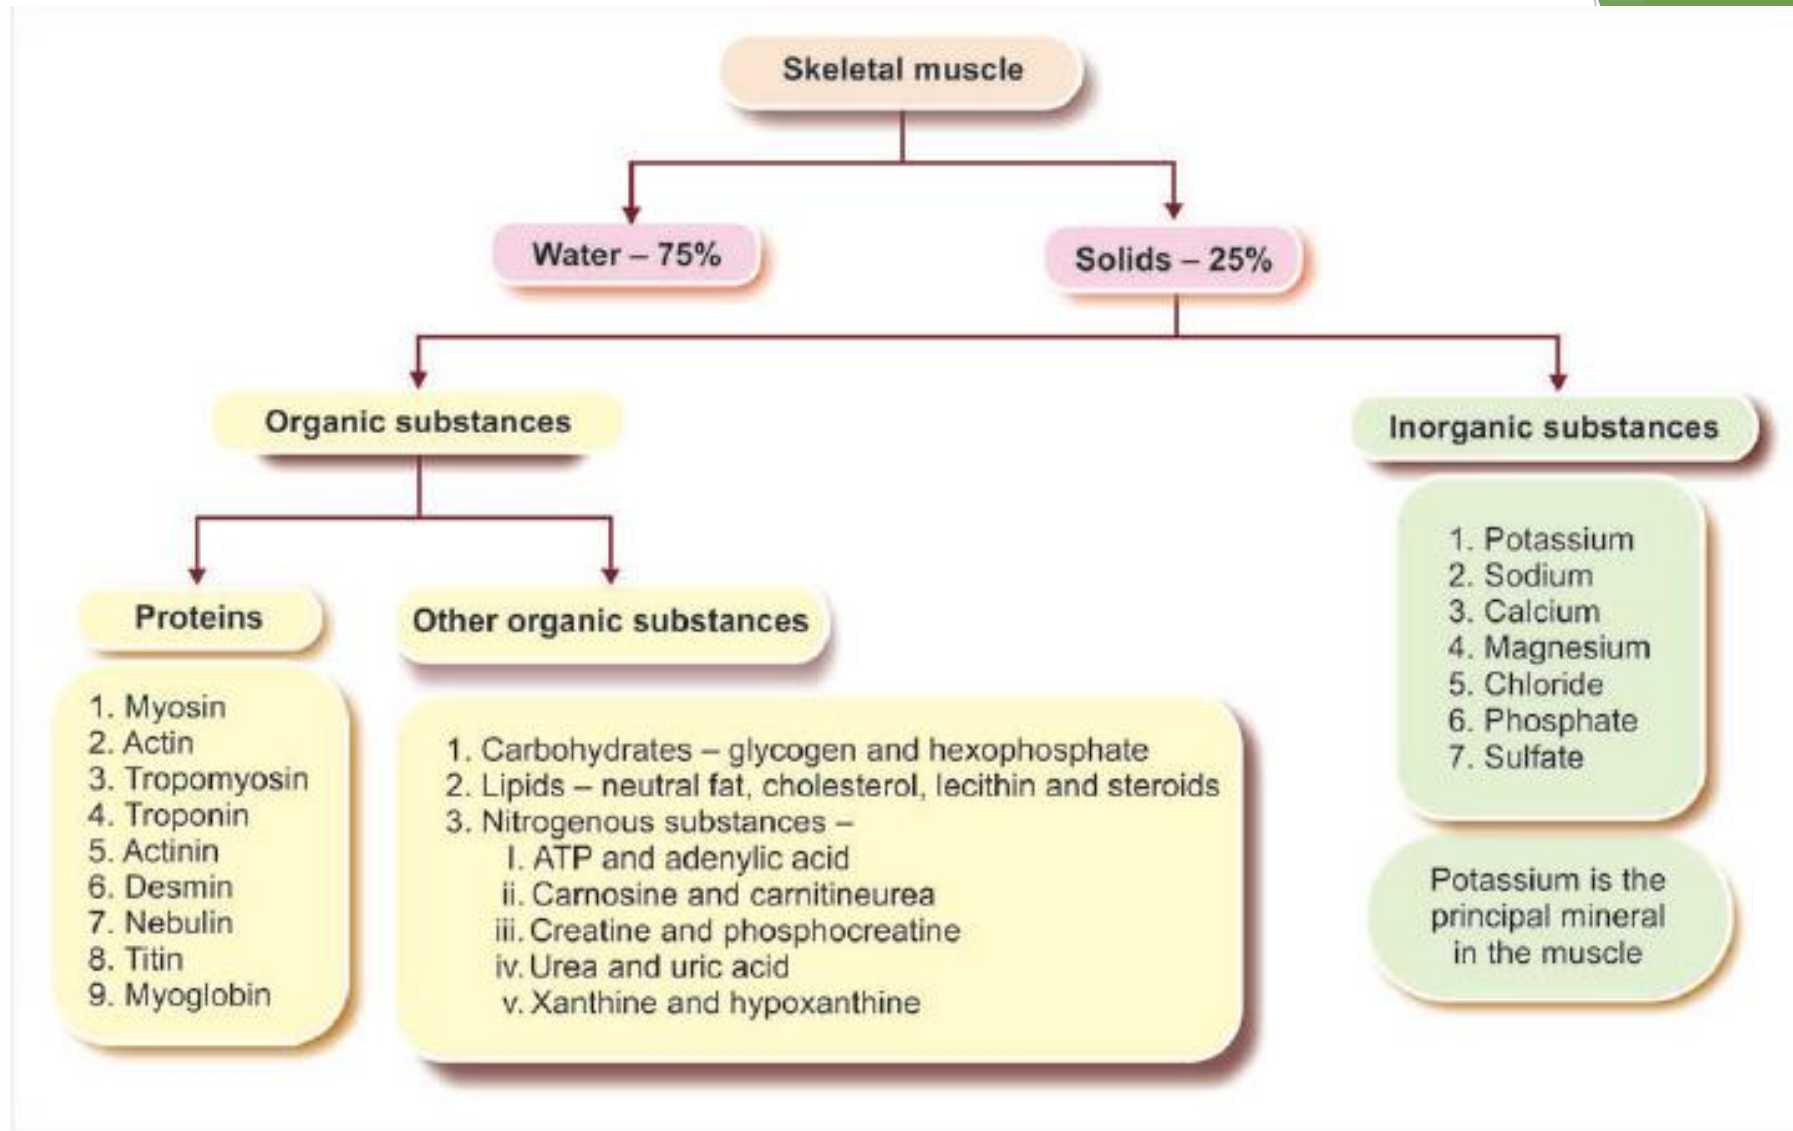 Skeletal muscle
Water – 75%
Solids – 25%
Organic substances
Inorganic substances
Proteins
Other organic substances
1. Myosin
2. Actin
3. Tropomyosin
4. Troponin
5. Actinin
6. Desmin
7. Nebulin
8. Titin
9. Myoglobin
1. Carbohydrates – glycogen and hexophosphate
2. Lipids – neutral fat, cholesterol, lecithin and steroids
3. Nitrogenous substances –
I. ATP and adenylic acid
ii. Carnosine and carnitineurea
iii. Creatine and phosphocreatine
iv. Urea and uric acid
v. Xanthine and hypoxanthine
1. Potassium
2. Sodium
3. Calcium
4. Magnesium
5. Chloride
6. Phosphate
7. Sulfate
Potassium is the
principal mineral
in the muscle